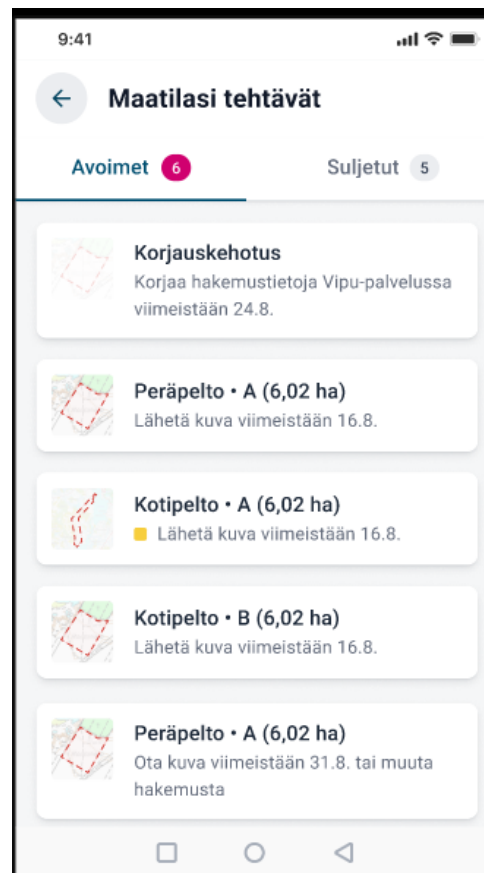 9:41
Maatilasi tehtävät
Avoimet 6
Suljetut 5
Korjauskehotus
Korjaa hakemustietoja Vipu-palvelussa
viimeistään 24.8.
Peräpelto • A (6,02 ha)
Lähetä kuva viimeistään 16.8.
Kotipelto • A (6,02 ha)
Lähetä kuva viimeistään 16.8.
Kotipelto • B (6,02 ha)
Lähetä kuva viimeistään 16.8.
Peräpelto • A (6,02 ha)
Ota kuva viimeistään 31.8. tai muuta
hakemusta